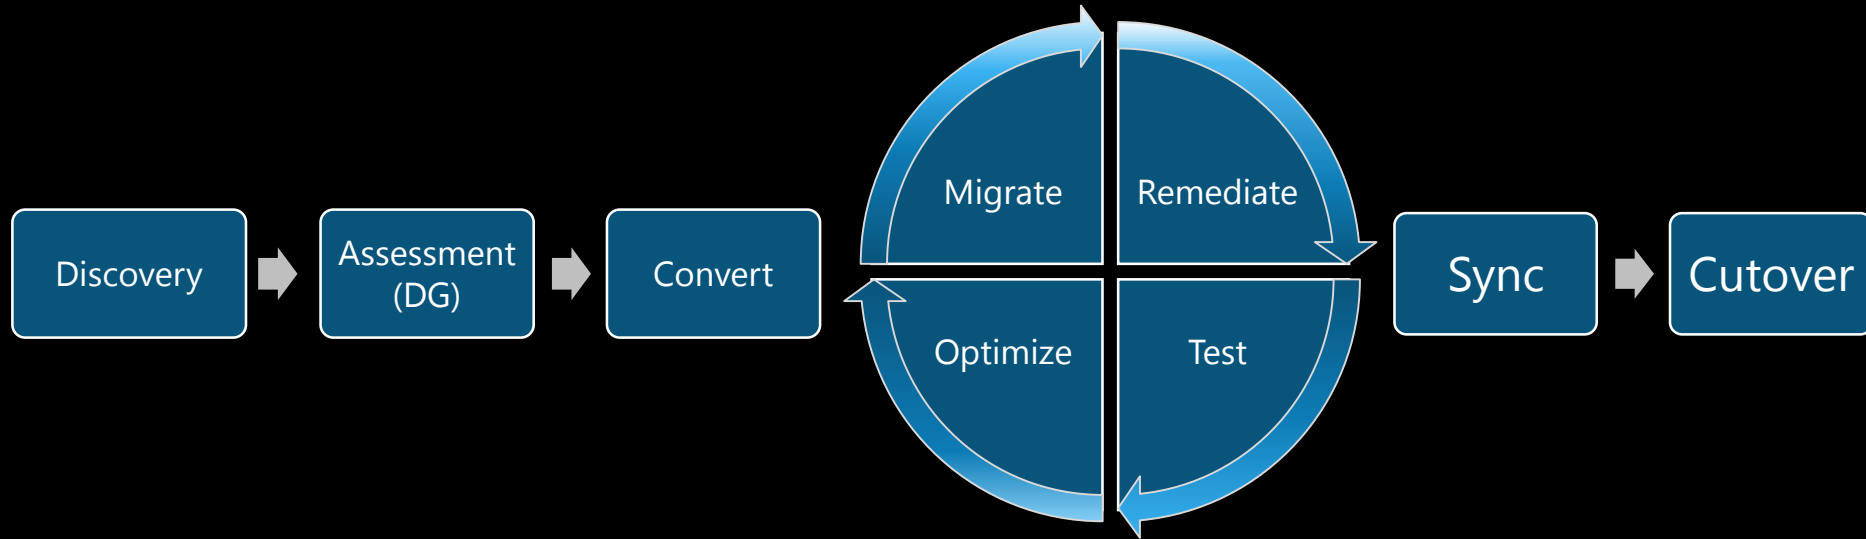 Discovery
Assessment
(DG)
Convert
Migrate
Remediate
Optimize
Test
Sync
Cutover